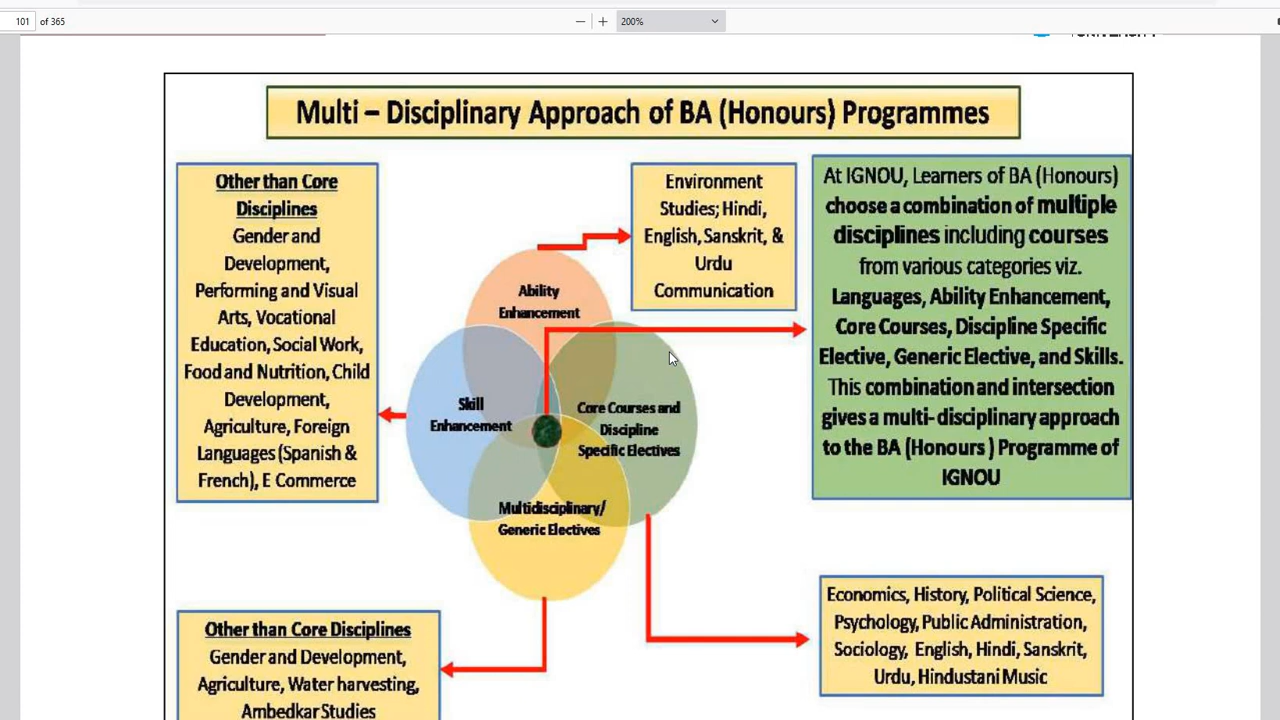 101 of 365
200%
Multi – Disciplinary Approach of BA (Honours) Programmes
Other than Core
Disciplines
Gender and
Development,
Performing and Visual
Arts, Vocational
Education, Social Work,
Food and Nutrition, Child
Development,
Agriculture, Foreign
Languages (Spanish &
French), E Commerce
Environment
Studies; Hindi,
English, Sanskrit, &
Urdu
Communication
At IGNOU, Learners of BA (Honours)
choose a combination of multiple
disciplines including courses
from various categories viz.
Languages, Ability Enhancement,
Core Courses, Discipline Specific
Elective, Generic Elective, and Skills.
This combination and intersection
gives a multi- disciplinary approach
to the BA (Honours ) Programme of
IGNOU
Ability
Enhancement
Skill
Enhancement
Core Courses and
Discipline
Specific Electives
Multidisciplinary/
Generic Electives
Other than Core Disciplines
Gender and Development,
Agriculture, Water harvesting,
Ambedkar Studies
Economics, History, Political Science,
Psychology, Public Administration,
Sociology, English, Hindi, Sanskrit,
Urdu, Hindustani Music